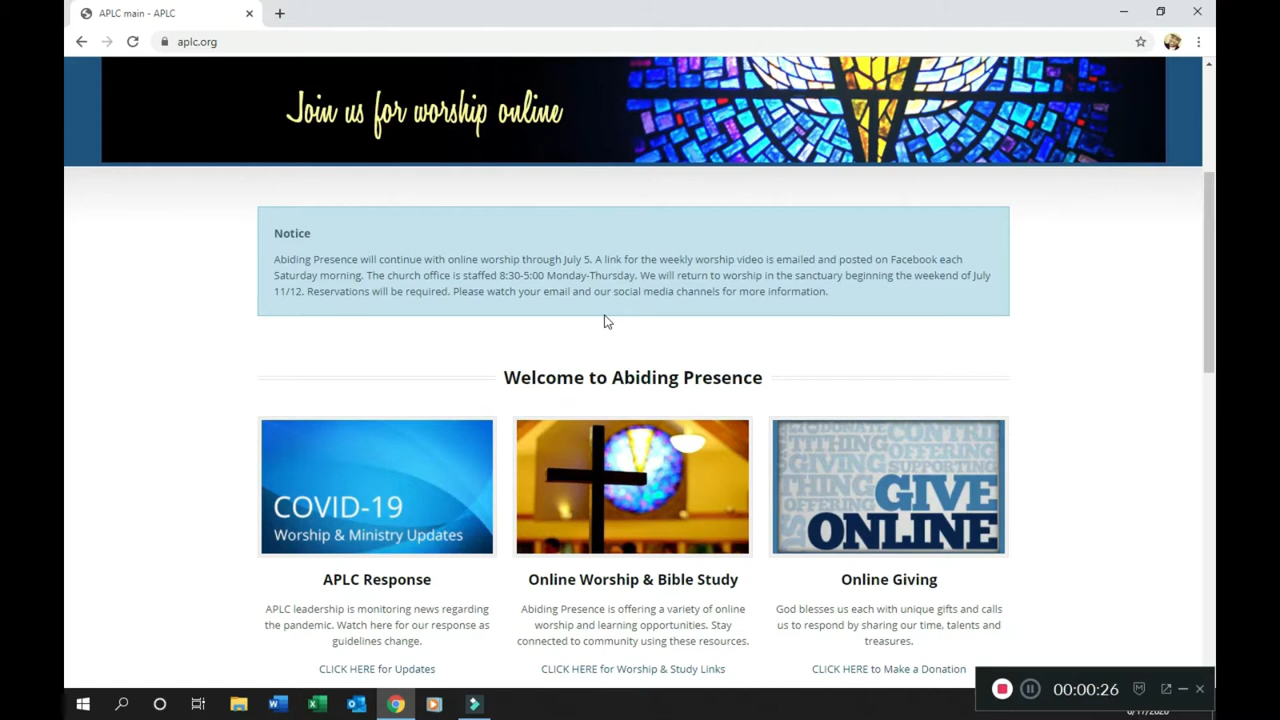 APLC main - APLC
aplc.org
Join us for worship online
Notice
Abiding Presence will continue with online worship through July 5. A link for the weekly worship video is emailed and posted on Facebook each
Saturday morning. The church office is staffed 8:30-5:00 Monday-Thursday. We will return to worship in the sanctuary beginning the weekend of July
11/12. Reservations will be required. Please watch your email and our social media channels for more information.
Welcome to Abiding Presence
COVID-19
Worship & Ministry Updates
DONATE
TITHING
CONTRI
OFFERING
GIVING
SUPPORTING
THING
OFFERING
GIVE
ONLINE
APLC Response
Online Worship & Bible Study
Online Giving
APLC leadership is monitoring news regarding
the pandemic. Watch here for our response as
guidelines change.
Abiding Presence is offering a variety of online
worship and learning opportunities. Stay
connected to community using these resources.
God blesses us each with unique gifts and calls
us to respond by sharing our time, talents and
treasures.
CLICK HERE for Updates
CLICK HERE for Worship & Study Links
CLICK HERE to Make a Donation
00:00:26